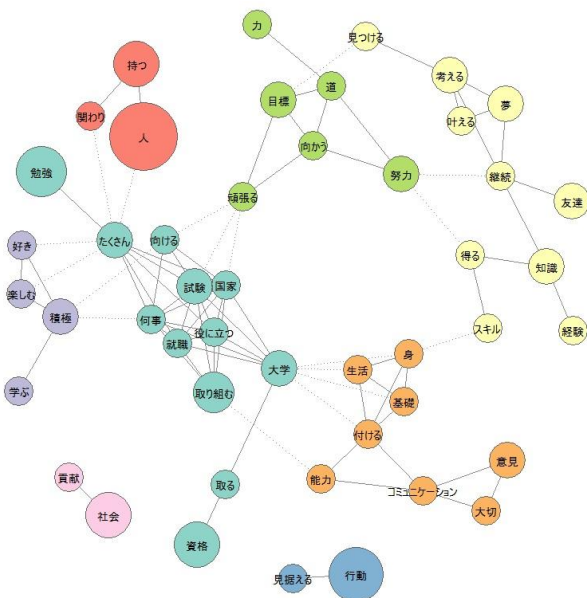 力
見つける
持つ
考える
道
目標
夢
関わり
叶える
人
向かう
勉強
努力
継続
頑張る
友達
たくさん
向ける
好き
得る
知識
試験
国家
楽しむ
積極
何事
役に立つ
スキル
経験
就職
身
大学
生活
学ぶ
取り組む
基礎
付ける
意見
貢献
取る
能力
コミュニケーション
社会
大切
資格
見据える
行動